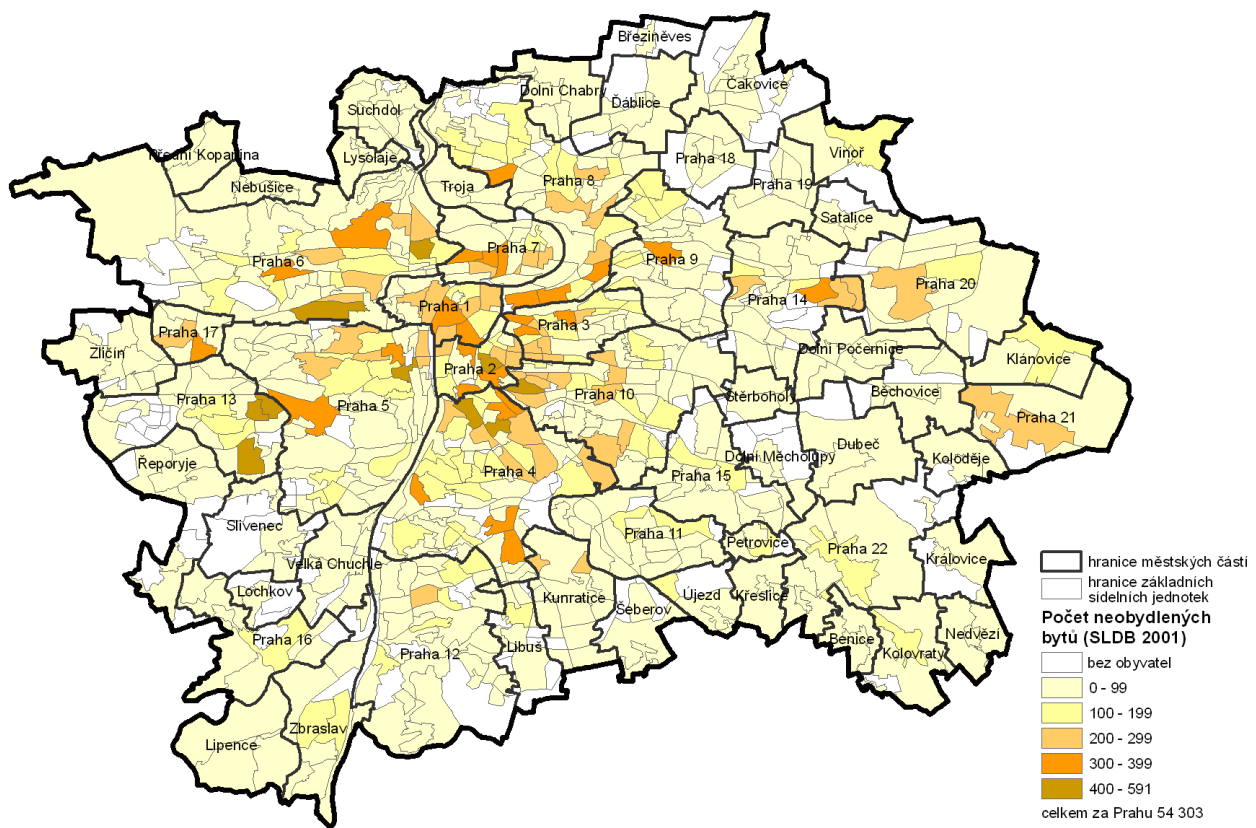 Březiněves
Dolní Chabry
Ďáblice
Čakovice
Suchdol
Přední Kopanina
Lysolaje
Nebušice
Troja
Praha 8
Praha 18
Praha 19
Vinoř
Satalice
Praha 6
Praha 7
Praha 9
Praha 1
Praha 14
Praha 20
Praha 17
Praha 3
Zličín
Dolní Počernice
Klánovice
Praha 2
Praha 13
Praha 5
Praha 10
Štěrboholy
Běchovice
Praha 21
Řeporyje
Praha 4
Dolní Měcholupy
Dubeč
Koloděje
Praha 15
Slivenec
Praha 11
Petrovice
Praha 22
Velká Chuchle
Královice
Lochkov
Kunratice
Šeberov
Újezd
Křeslice
Praha 16
Praha 12
Libuš
Benice
Kolovraty
Nedvězí
Zbraslav
Lipence
hranice městských částí
hranice základních
sídelních jednotek
Počet neobydlených
bytů (SLDB 2001)
bez obyvatel
0 - 99
100 - 199
200 - 299
300 - 399
400 - 591
celkem za Prahu 54 303